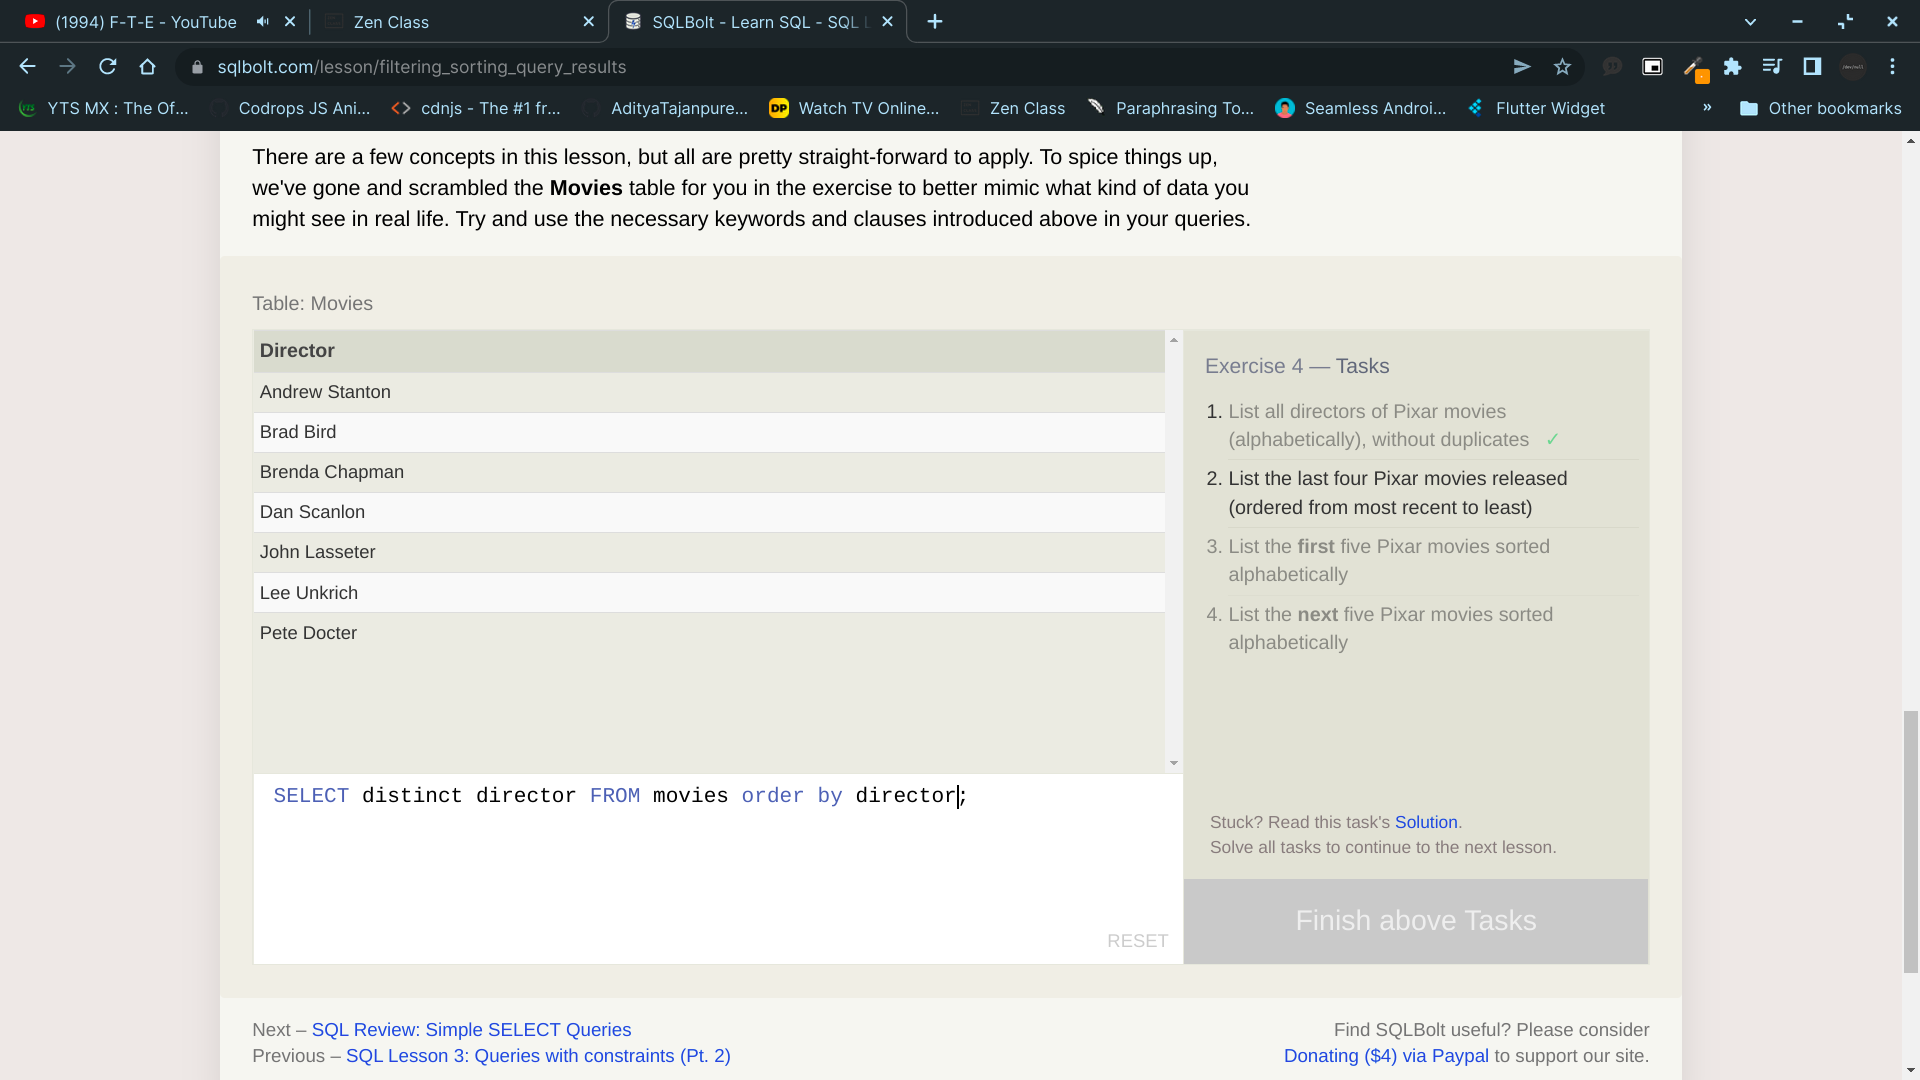 (1994) F-T-E - YouTube
Zen Class
SQLBolt - Learn SQL - SQL L
sqlbolt.com/lesson/filtering_sorting_query_results
YTS MX : The Of...
Codrops JS Ani...
cdnjs - The #1 fr...
AdityaTajanpure...
DP
Watch TV Online...
Zen Class
Paraphrasing To...
Seamless Androi...
Flutter Widget
»
Other bookmarks
There are a few concepts in this lesson, but all are pretty straight-forward to apply. To spice things up,
we've gone and scrambled the Movies table for you in the exercise to better mimic what kind of data you
might see in real life. Try and use the necessary keywords and clauses introduced above in your queries.
Table: Movies
Director
Andrew Stanton
Brad Bird
Brenda Chapman
Dan Scanlon
John Lasseter
Lee Unkrich
Pete Docter
SELECT distinct director FROM movies order by director;
RESET
Exercise 4 — Tasks
1. List all directors of Pixar movies
(alphabetically), without duplicates ✓
2. List the last four Pixar movies released
(ordered from most recent to least)
3. List the first five Pixar movies sorted
alphabetically
4. List the next five Pixar movies sorted
alphabetically
Stuck? Read this task's Solution.
Solve all tasks to continue to the next lesson.
Finish above Tasks
Next – SQL Review: Simple SELECT Queries
Previous – SQL Lesson 3: Queries with constraints (Pt. 2)
Find SQLBolt useful? Please consider
Donating ($4) via Paypal to support our site.